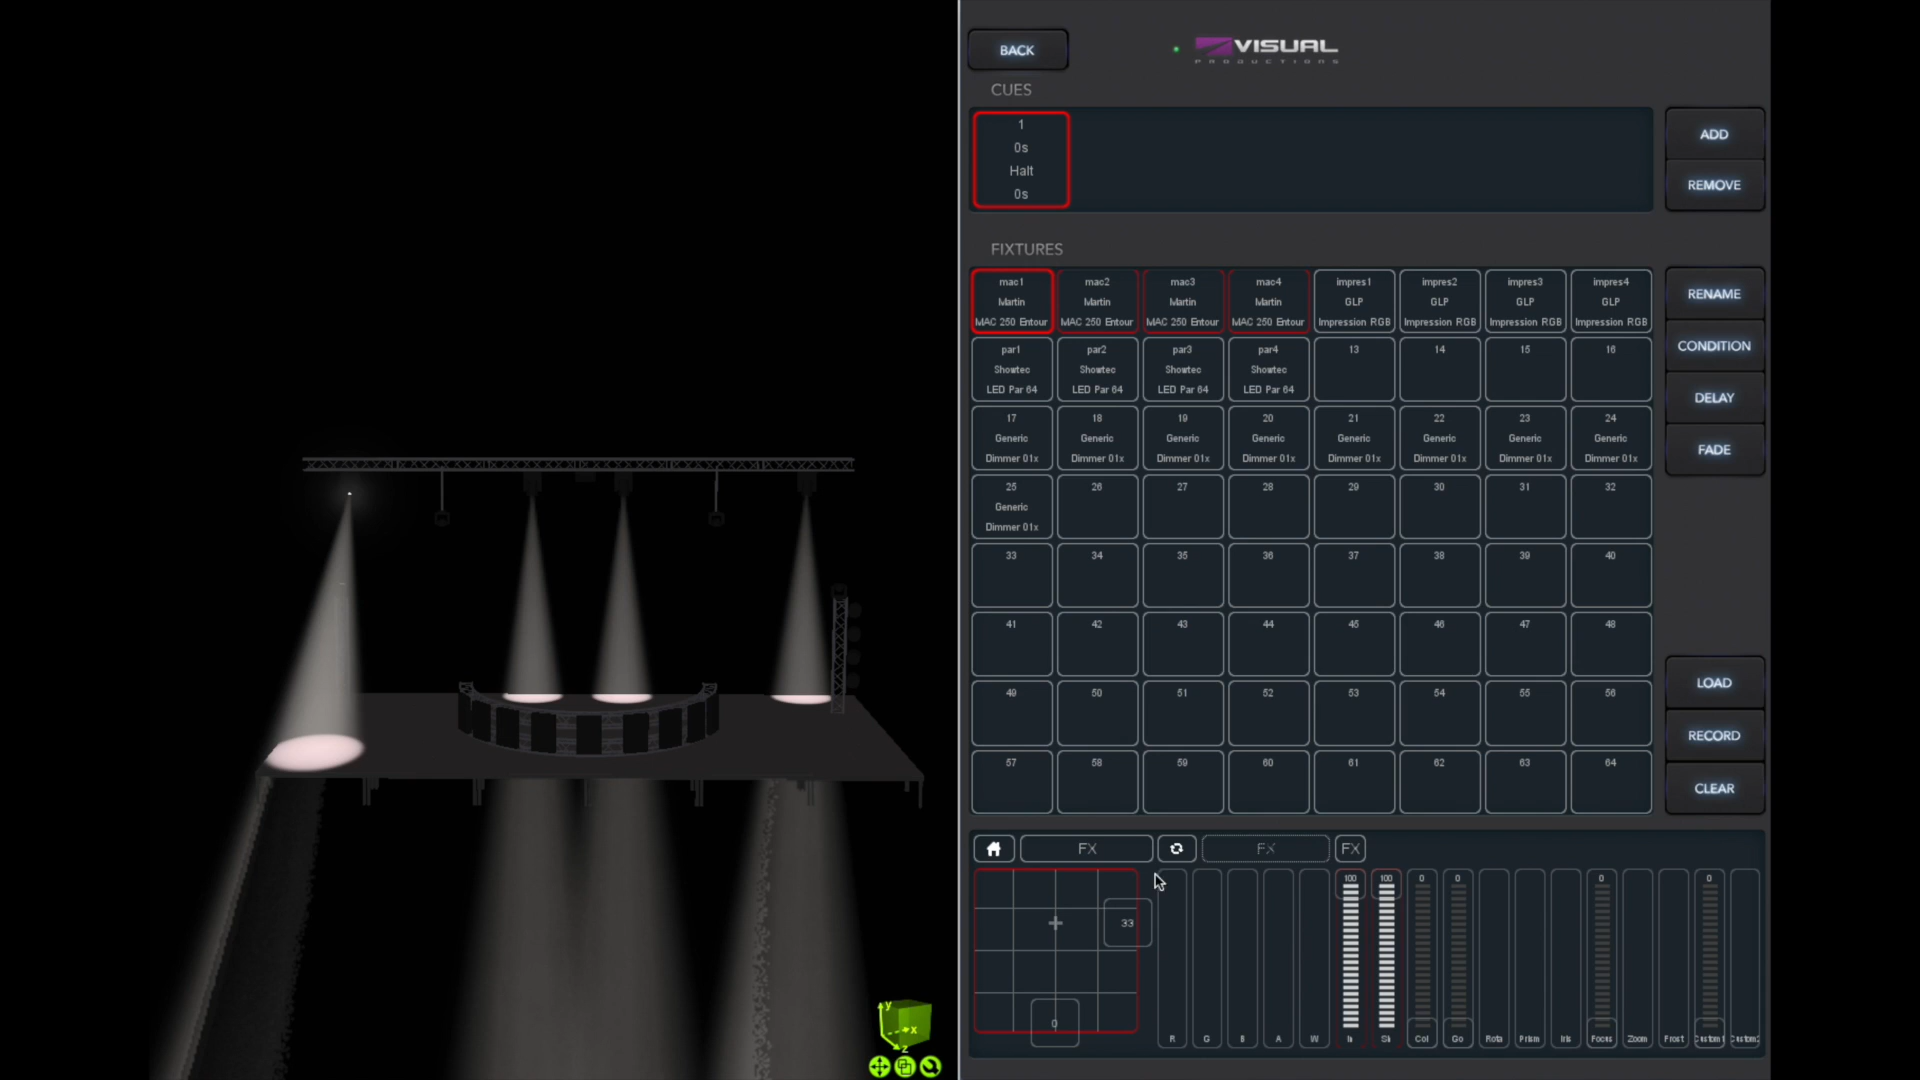 BACK
VISUAL
PRODUCTIONS
CUES
1
0s
Halt
0s
ADD
REMOVE
FIXTURES
mac1 mac2 mac3 mac4 impres1 impres2 impres3 impres4
Martin Martin Martin Martin GLP GLP GLP GLP
MAC 250 Entour MAC 250 Entour MAC 250 Entour MAC 250 Entour Impression RGB Impression RGB Impression RGB Impression RGB
RENAME
par1 par2 par3 par4 13 14 15 16
Showtec Showtec Showtec Showtec
LED Par 64 LED Par 64 LED Par 64 LED Par 64
CONDITION
DELAY
17 18 19 20 21 22 23 24
Generic Generic Generic Generic Generic Generic Generic Generic
Dimmer 01x Dimmer 01x Dimmer 01x Dimmer 01x Dimmer 01x Dimmer 01x Dimmer 01x Dimmer 01x
FADE
25 26 27 28 29 30 31 32
Generic
Dimmer 01x
33 34 35 36 37 38 39 40
41 42 43 44 45 46 47 48
49 50 51 52 53 54 55 56
57 58 59 60 61 62 63 64
LOAD
RECORD
CLEAR
FX FX FX
100 100 0 0 0 0
33
0
R G B A W In Sh Col Go Rota Prism Iris Focus Zoom Frost
y
x
z